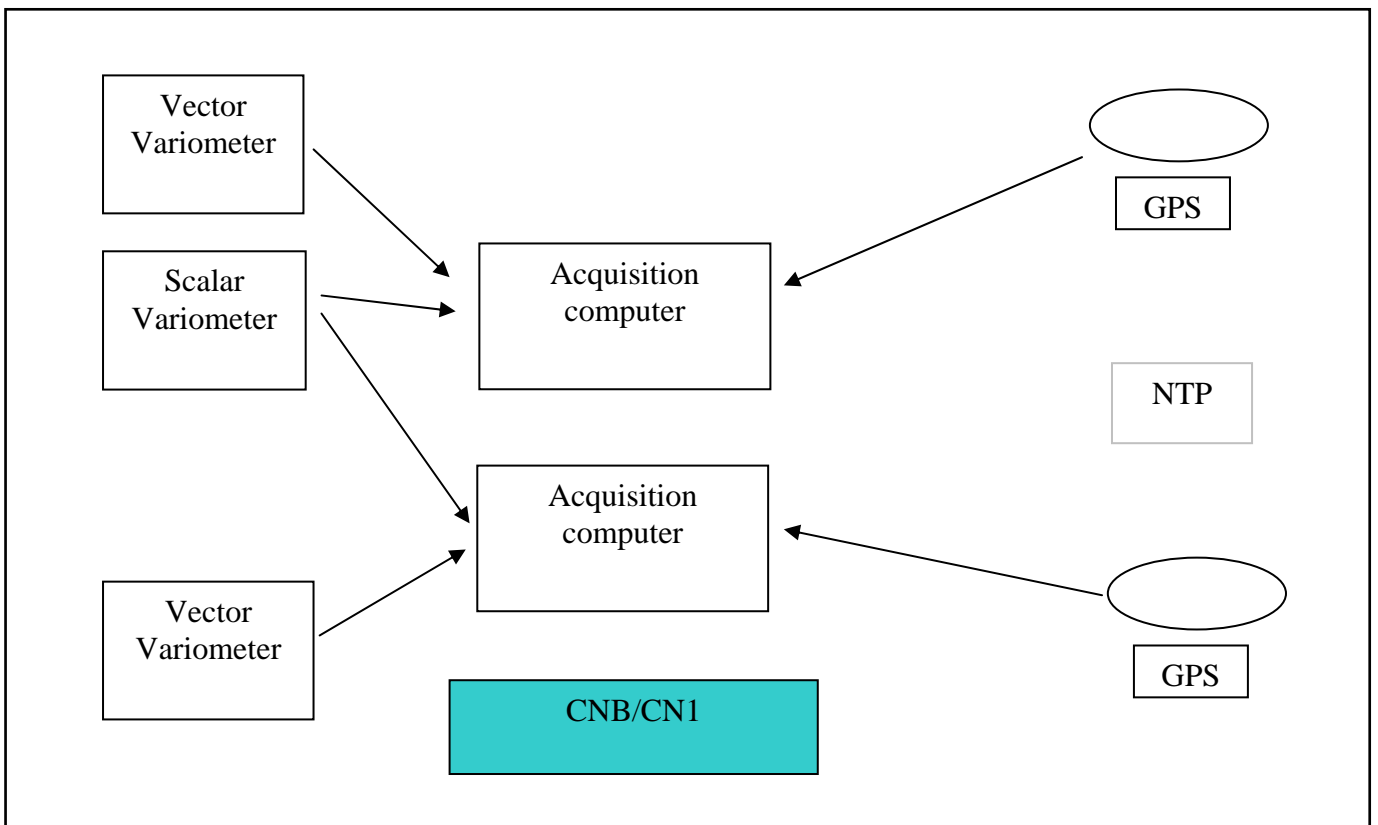 Vector
Variometer
GPS
Scalar
Variometer
Acquisition
computer
NTP
Acquisition
computer
Vector
Variometer
GPS
CNB/CN1